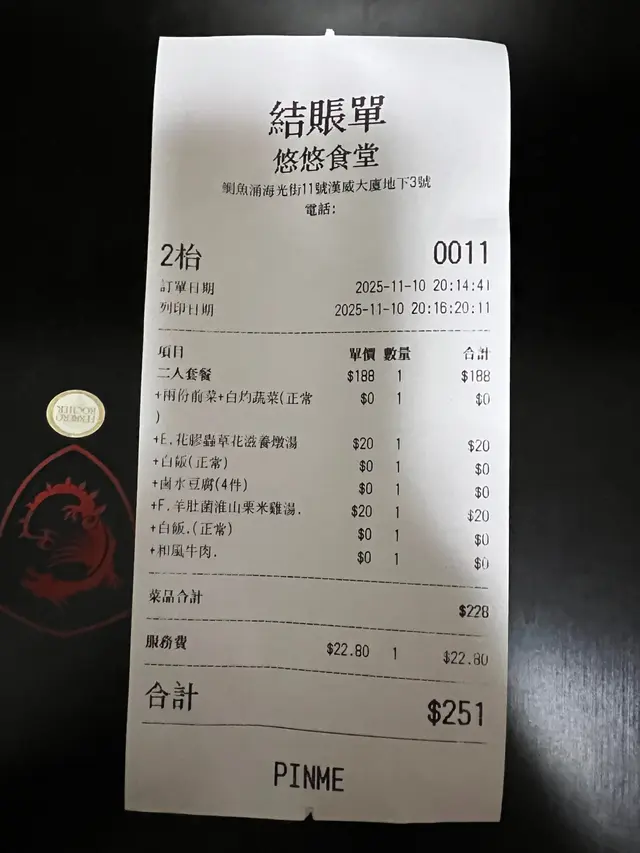 結賬單
悠悠食堂
鰂魚涌海光街11號漢威大廈地下3號
電話:
2枱 0011
訂單日期 2025-11-10 20:14:41
列印日期 2025-11-10 20:16:20:11
項目 單價 數量 合計
二人套餐 $188 1 $188
+兩份前菜+白灼蔬菜(正常 $0 1 $0
)
+E.花膠蟲草花滋養燉湯 $20 1 $20
+白飯(正常) $0 1 $0
+鹵水豆腐(4件) $0 1 $0
+F.羊肚菌淮山栗米雞湯. $20 1 $20
+白飯.(正常) $0 1 $0
+和風牛肉. $0 1 $0
菜品合計 $228
服務費 $22.80 1 $22.80
合計 $251
PINME
FERRERO
ROCHER